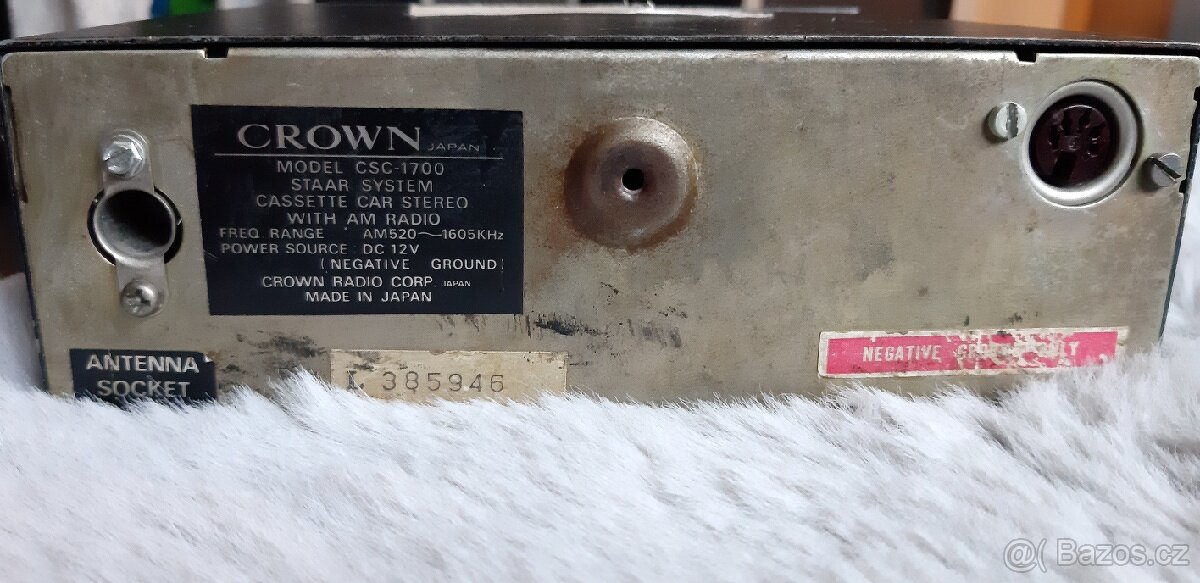 CROWN JAPAN
MODEL CSC-1700
STAAR SYSTEM
CASSETTE CAR STEREO
WITH AM RADIO
FREQ. RANGE AM520~1605KHz
POWER SOURCE: DC 12V
(NEGATIVE GROUND)
CROWN RADIO CORP. JAPAN
MADE IN JAPAN
ANTENNA
SOCKET
385946
NEGATIVE
@( Bazos.cz